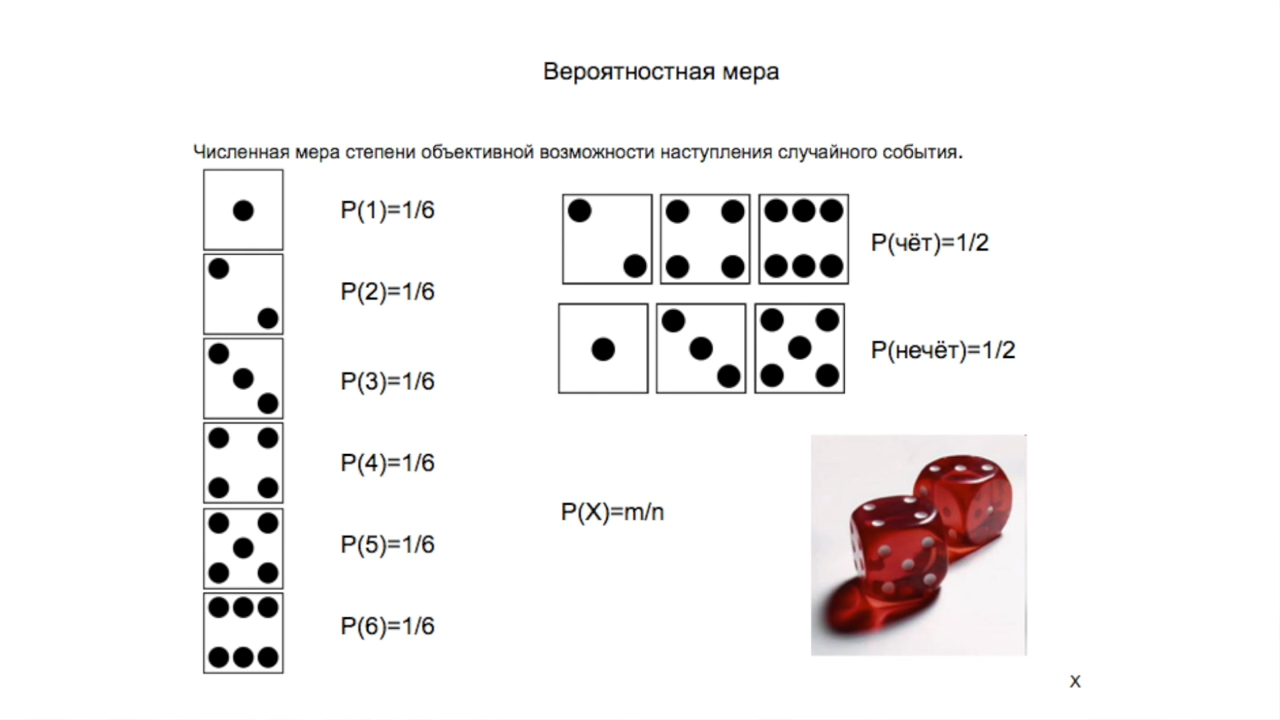 Вероятностная мера
Численная мера степени объективной возможности наступления случайного события.
P(1)=1/6
P(2)=1/6
P(3)=1/6
P(4)=1/6
P(5)=1/6
P(6)=1/6
P(чёт)=1/2
P(нечёт)=1/2
P(X)=m/n
x